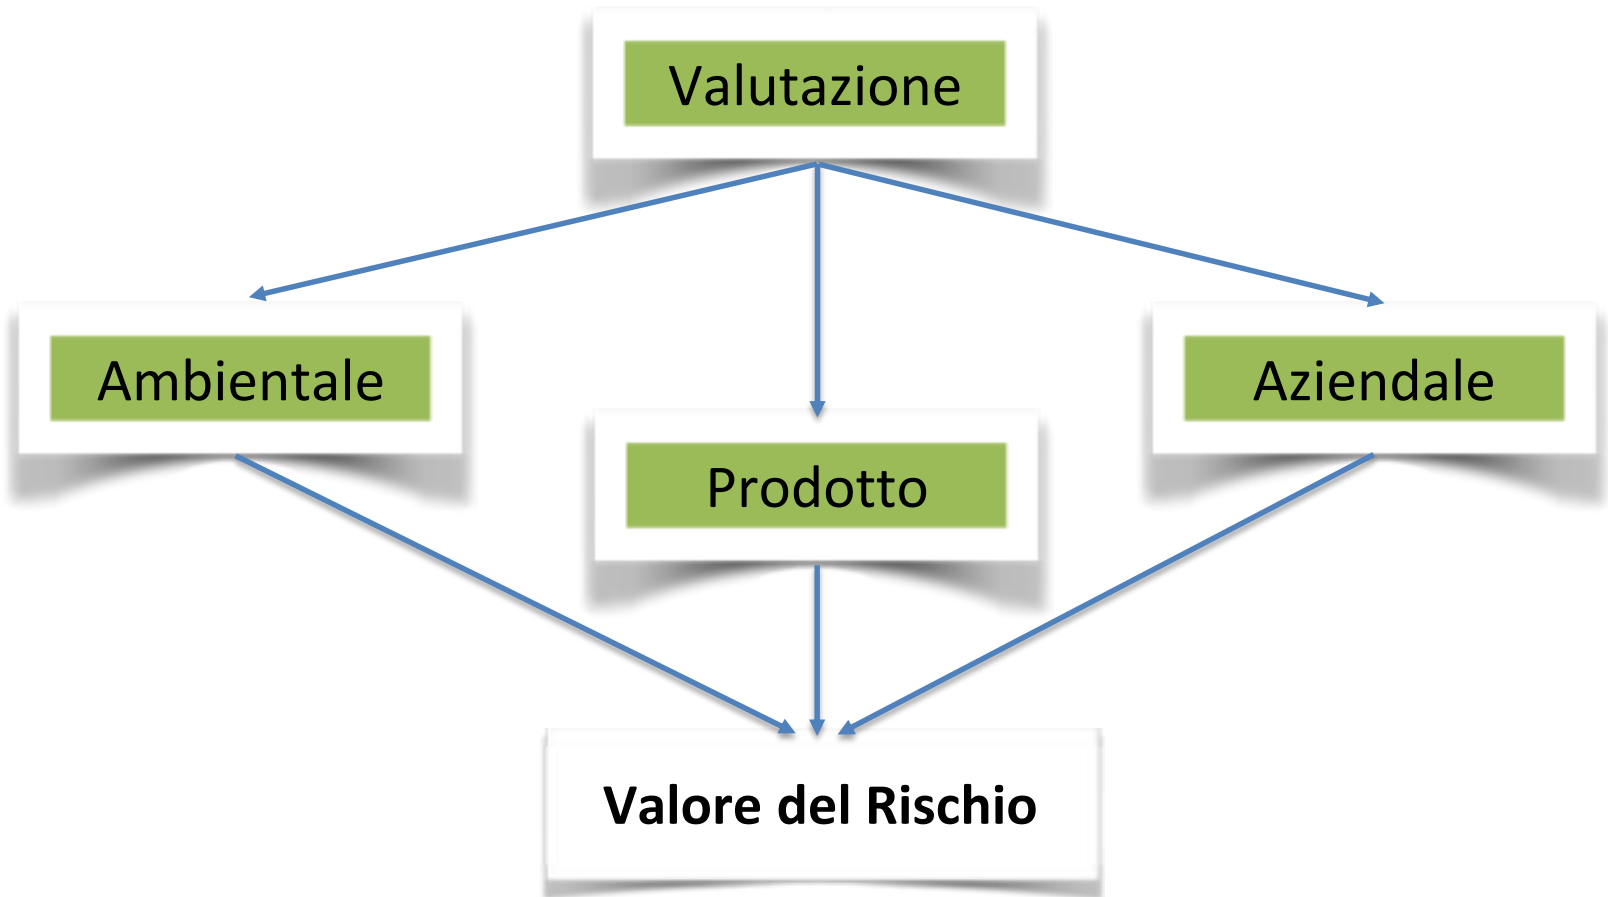 Valutazione
Ambientale
Aziendale
Prodotto
Valore del Rischio